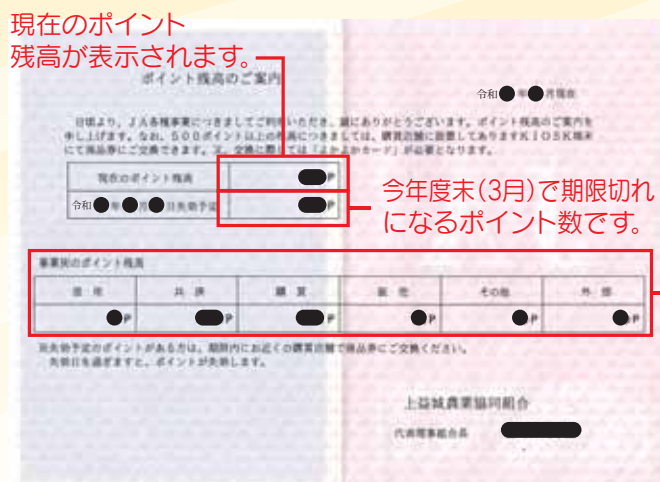 現在のポイント
残高が表示されます。
ポイント残高のご案内
令和 年 月現在
日頃より、JA各種事業につきましてご利用いただき、誠にありがとうございます。ポイント残高のご案内を
申し上げます。なお、500ポイント以上の残高につきましては、購買店舗に設置してありますKIOSK端末
にて商品券にご交換できます。又、交換に際しては「よかよかカード」が必要となります。
現在のポイント残高 P
令和 年 月 日失効予定 P
今年度末(3月)で期限切れ
になるポイント数です。
事業別のポイント残高
信用 共済 購買 販売 その他 外部
P P P P P P
※失効予定のポイントがある方は、期限内にお近くの購買店舗で商品券にご交換ください。
失効日を過ぎますと、ポイントが失効します。
上益城農業協同組合
代表理事組合長